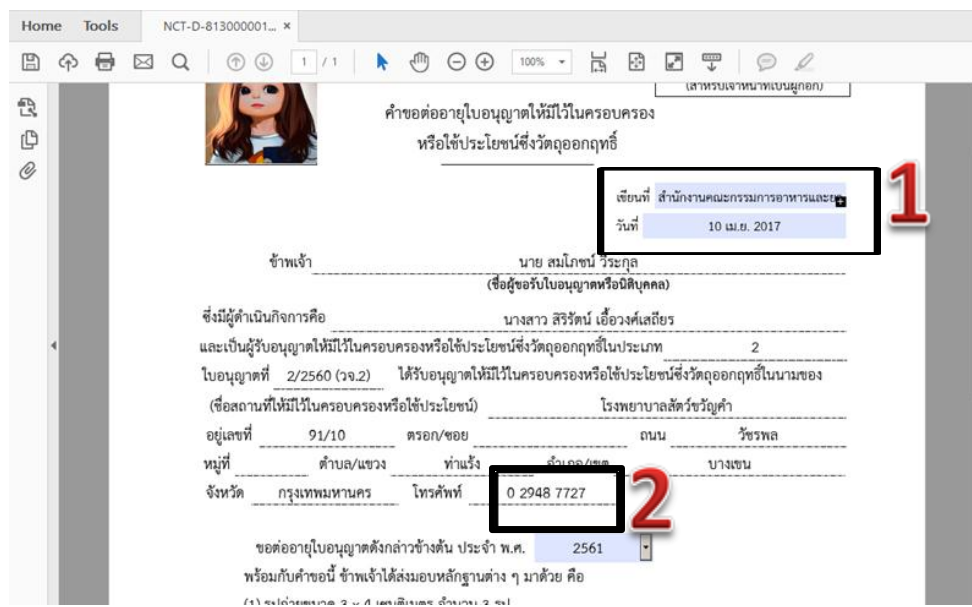 Home Tools NCT-D-813000001... ×
1 / 1 100%
(สำหรับเจ้าหน้าที่เป็นผู้กอก)
คำขอต่ออายุใบอนุญาตให้มีไว้ในครอบครอง
หรือใช้ประโยชน์ซึ่งวัตถุออกฤทธิ์
เขียนที่ สำนักงานคณะกรรมการอาหารและยา
1
วันที่ 10 เม.ย. 2017
ข้าพเจ้า นาย สมโภชน์ วีระกุล
(ชื่อผู้ขอรับใบอนุญาตหรือนิติบุคคล)
ซึ่งมีผู้ดำเนินกิจการคือ นางสาว สิริรัตน์ เอื้อวงศ์เสถียร
และเป็นผู้รับอนุญาตให้มีไว้ในครอบครองหรือใช้ประโยชน์ซึ่งวัตถุออกฤทธิ์ในประเภท 2
ใบอนุญาตที่ 2/2560 (วจ.2) ได้รับอนุญาตให้มีไว้ในครอบครองหรือใช้ประโยชน์ซึ่งวัตถุออกฤทธิ์ในนามของ
(ชื่อสถานที่ให้มีไว้ในครอบครองหรือใช้ประโยชน์) โรงพยาบาลสัตว์ขวัญคำ
อยู่เลขที่ 91/10 ตรอก/ซอย ถนน วัชรพล
หมู่ที่ ตำบล/แขวง ท่าแร้ง อำเภอ/เขต บางเขน
จังหวัด กรุงเทพมหานคร โทรศัพท์ 0 2948 7727
2
ขอต่ออายุใบอนุญาตดังกล่าวข้างต้น ประจำ พ.ศ. 2561
พร้อมกับคำขอนี้ ข้าพเจ้าได้ส่งมอบหลักฐานต่าง ๆ มาด้วย คือ
(1) รูปถ่ายขนาด 3 × 4 เซนติเมตร จำนวน 3 รูป